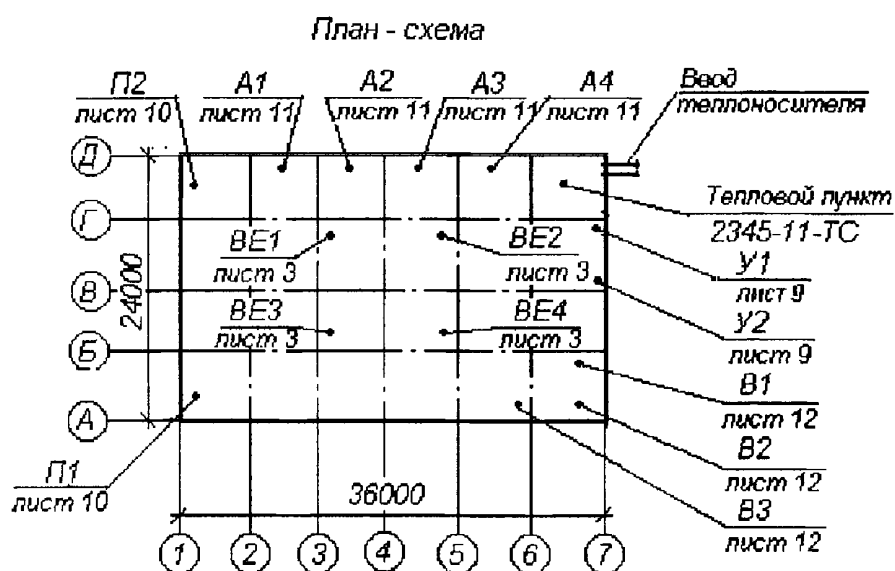 План - схема
П2
лист 10
А1
лист 11
А2
лист 11
А3
лист 11
А4
лист 11
Ввод
теплоносителя
Д
Г
В
Б
А
24000
Тепловой пункт
2345-11-ТС
ВЕ1
лист 3
ВЕ2
лист 3
У1
лист 9
ВЕ3
лист 3
ВЕ4
лист 3
У2
лист 9
В1
лист 12
В2
лист 12
В3
лист 12
П1
лист 10
36000
1 2 3 4 5 6 7